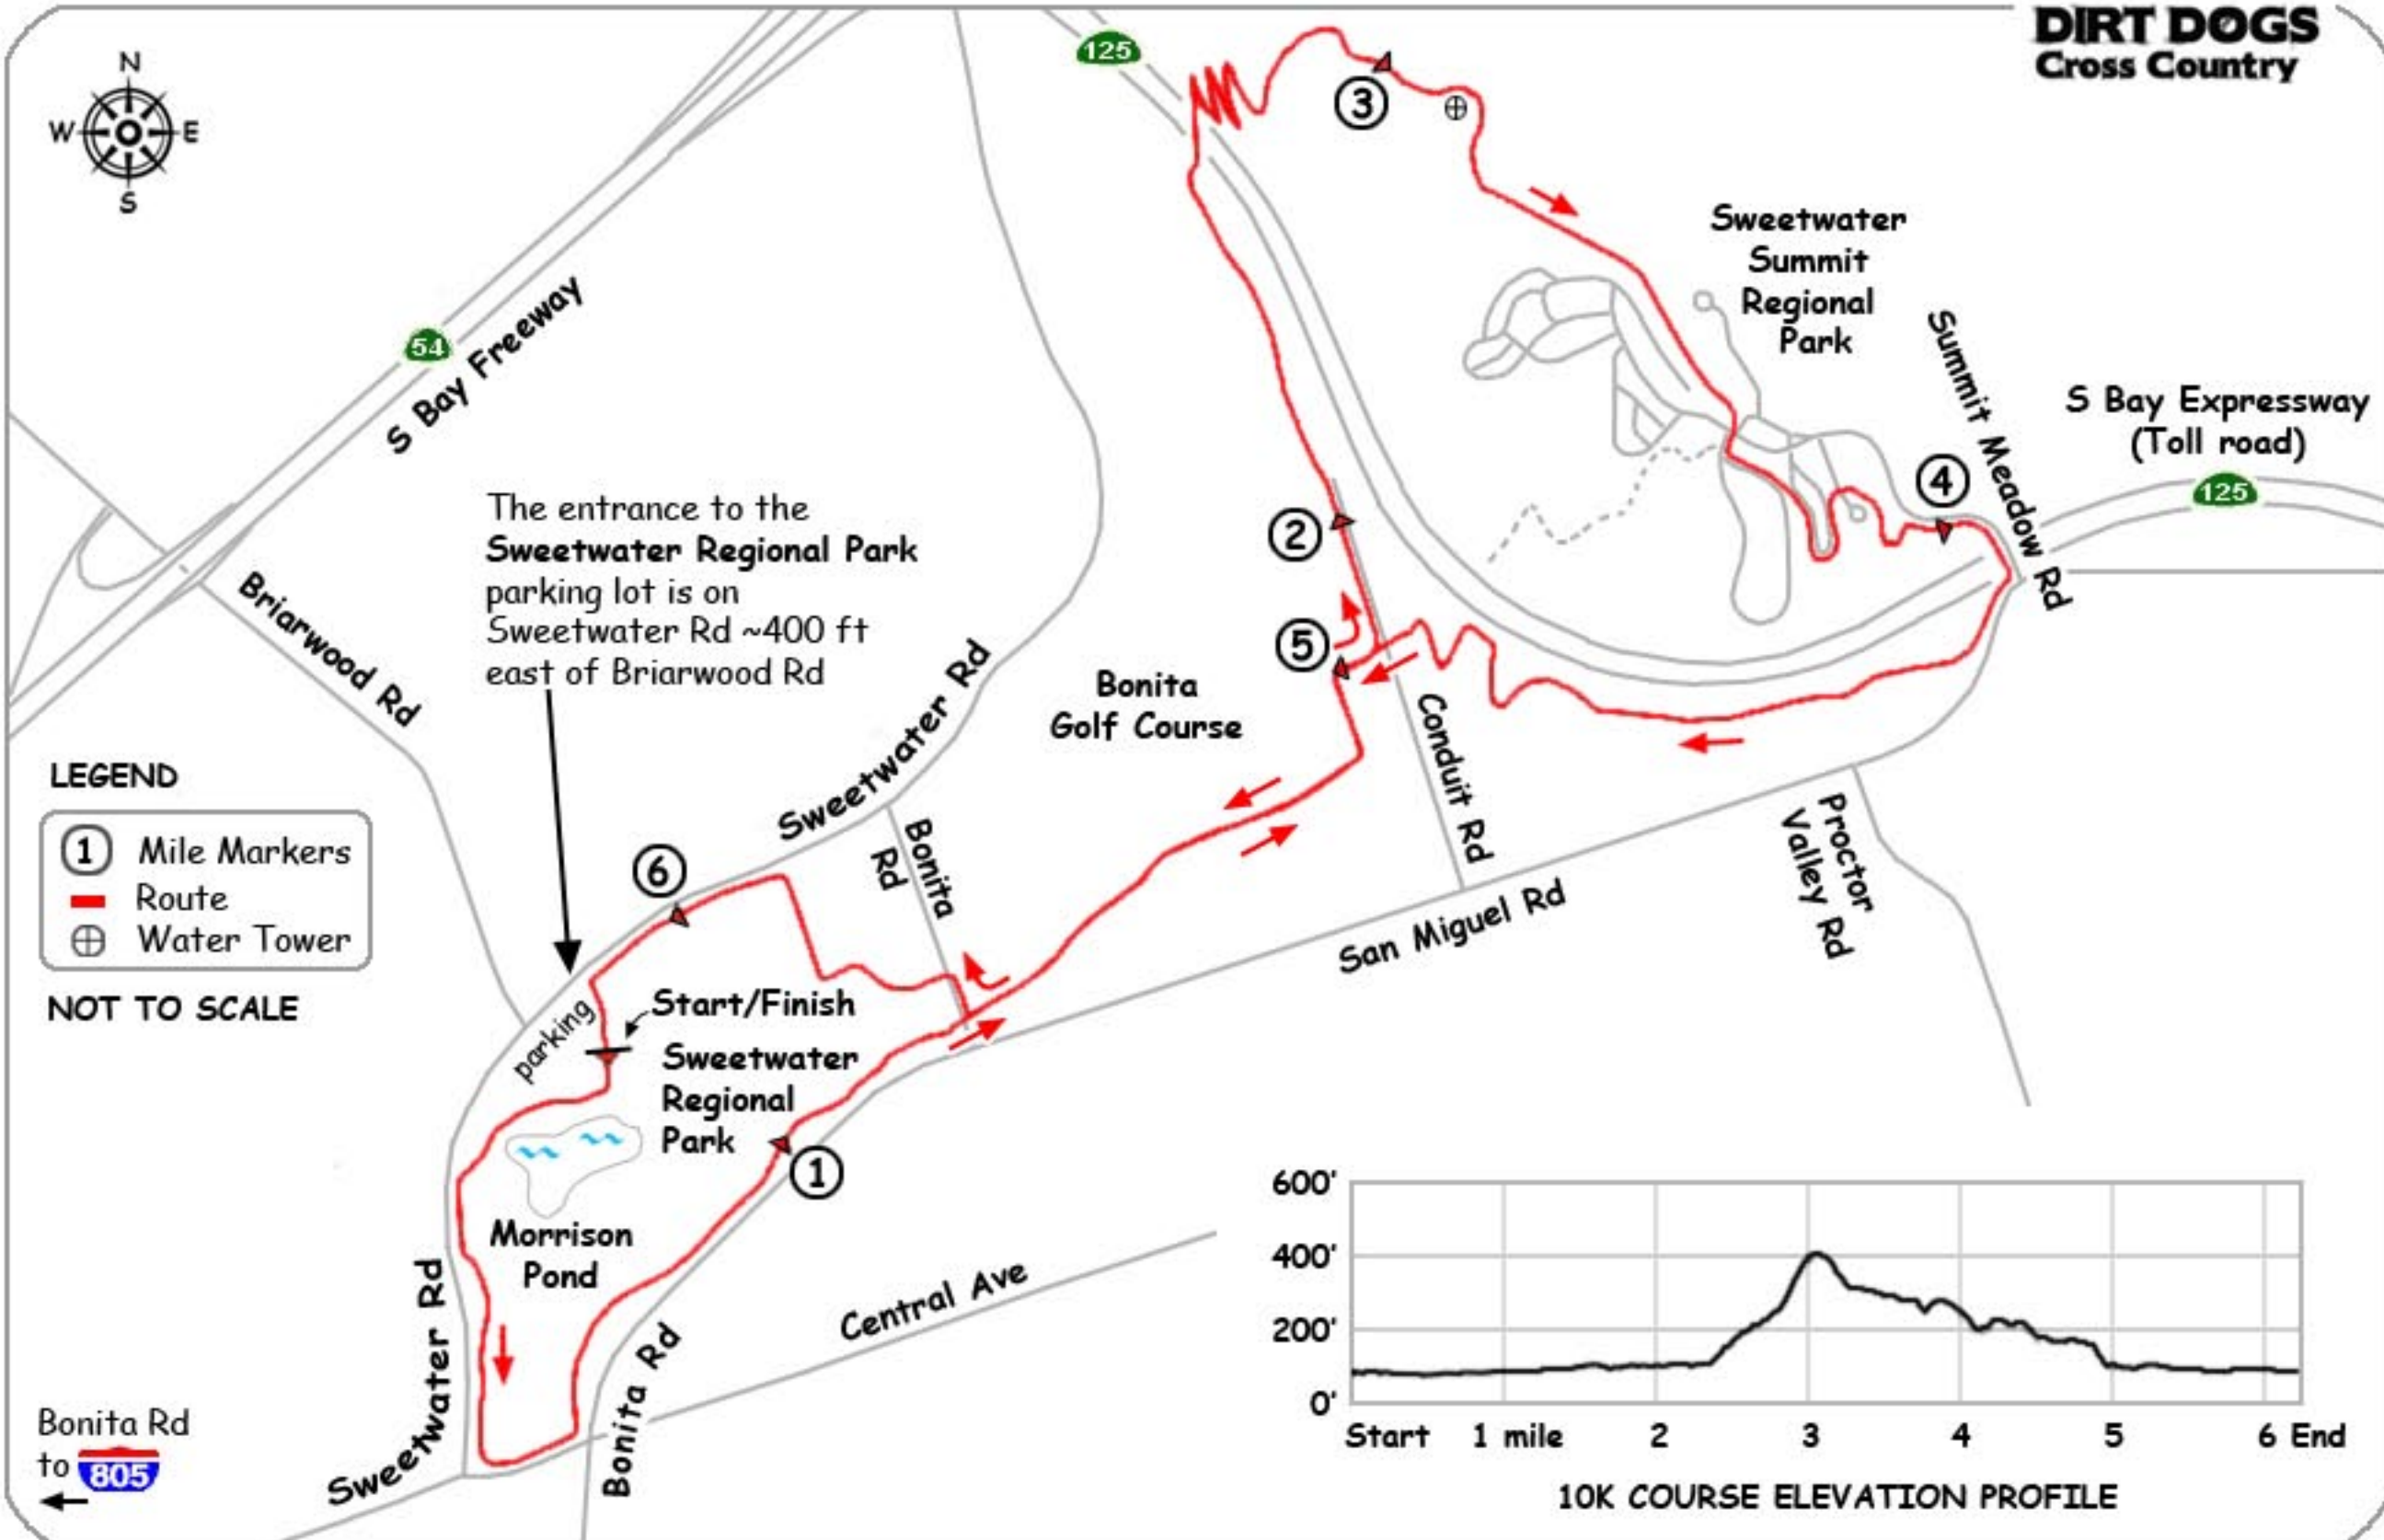 DIRT DOGS
Cross Country
N
W
E
S
125
3
Sweetwater
Summit
Regional
Park
Summit Meadow Rd
S Bay Expressway
(Toll road)
125
54
S Bay Freeway
4
The entrance to the
Sweetwater Regional Park
parking lot is on
Sweetwater Rd ~400 ft
east of Briarwood Rd
2
5
Briarwood Rd
Bonita
Golf Course
Sweetwater Rd
Conduit Rd
LEGEND
1 Mile Markers
Route
Water Tower
NOT TO SCALE
6
Bonita
Rd
Proctor
Valley Rd
San Miguel Rd
parking
Start/Finish
Sweetwater
Regional
Park
1
Morrison
Pond
Sweetwater Rd
Central Ave
Bonita Rd
Sweetwater Rd
Bonita Rd
to 805
600'
400'
200'
0'
Start 1 mile 2 3 4 5 6 End
10K COURSE ELEVATION PROFILE